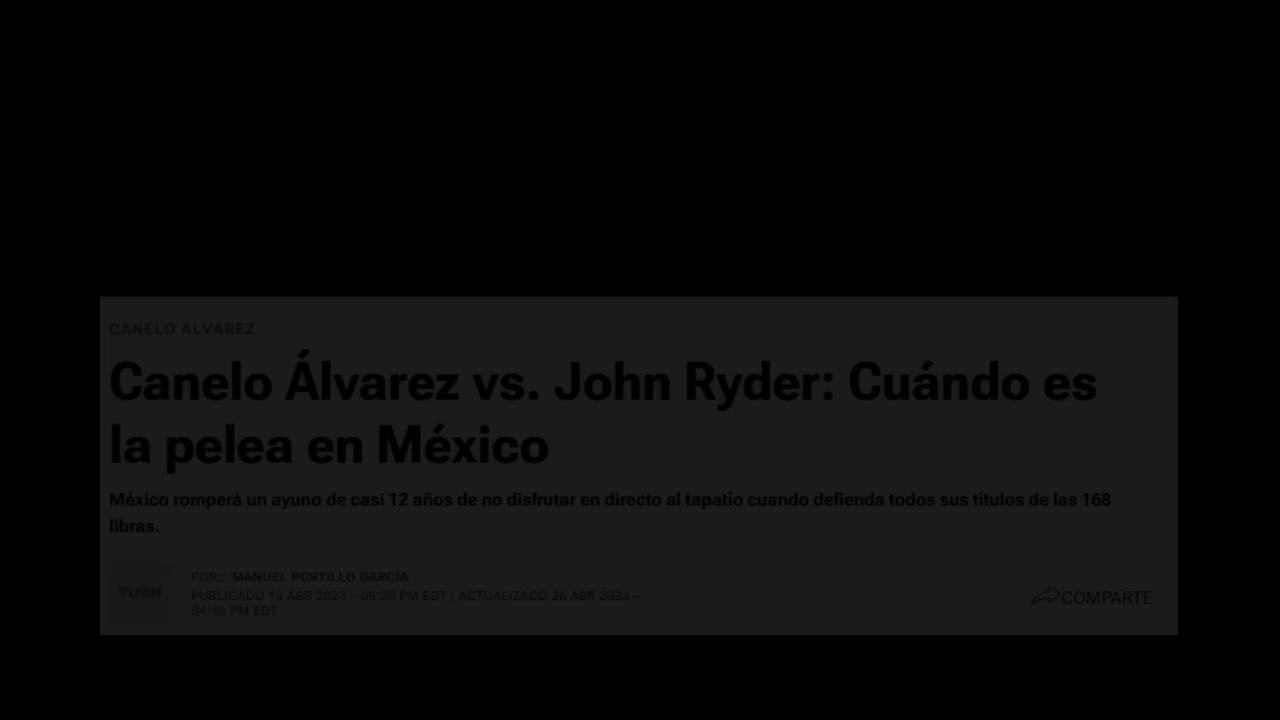 CANELO ALVAREZ
Canelo Álvarez vs. John Ryder: Cuándo es
la pelea en México
México romperá un ayuno de casi 12 años de no disfrutar en directo al tapatío cuando defienda todos sus títulos de las 168
libras.
TUDN
POR: MANUEL PORTILLO GARCÍA
PUBLICADO 10 ABR 2023 – 05:20 PM EDT | ACTUALIZADO 26 ABR 2023 –
04:46 PM EDT
COMPARTE